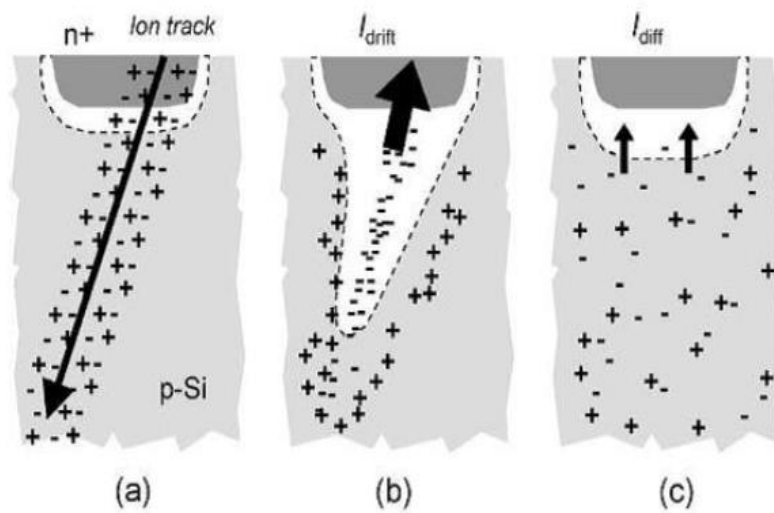 n+ Ion track
I_drift
I_diff
p-Si
(a)
(b)
(c)